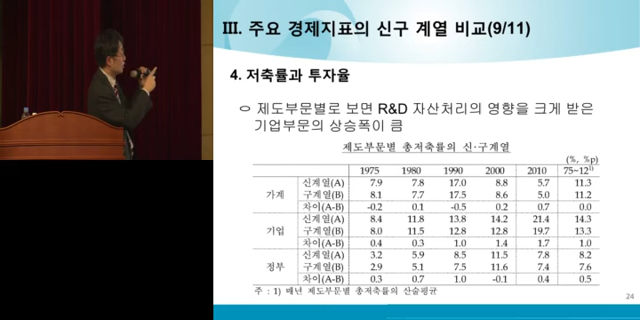 III. 주요 경제지표의 신구 계열 비교(9/11)
4. 저축률과 투자율
○ 제도부문별로 보면 R&D 자산처리의 영향을 크게 받은
기업부문의 상승폭이 큼
제도부문별 총저축률의 신·구계열
(%, %p)
1975 1980 1990 2000 2010 75~12¹⁾
가계 신계열(A) 7.9 7.8 17.0 8.8 5.7 11.3
구계열(B) 8.1 7.7 17.5 8.6 5.0 11.2
차이(A-B) -0.2 0.1 -0.5 0.2 0.7 0.0
기업 신계열(A) 8.4 11.8 13.8 14.2 21.4 14.3
구계열(B) 8.0 11.5 12.8 12.8 19.7 13.3
차이(A-B) 0.4 0.3 1.0 1.4 1.7 1.0
정부 신계열(A) 3.2 5.9 8.5 11.5 7.8 8.2
구계열(B) 2.9 5.1 7.5 11.6 7.4 7.6
차이(A-B) 0.3 0.7 1.0 -0.1 0.4 0.5
주 : 1) 매년 제도부문별 총저축률의 산술평균
24